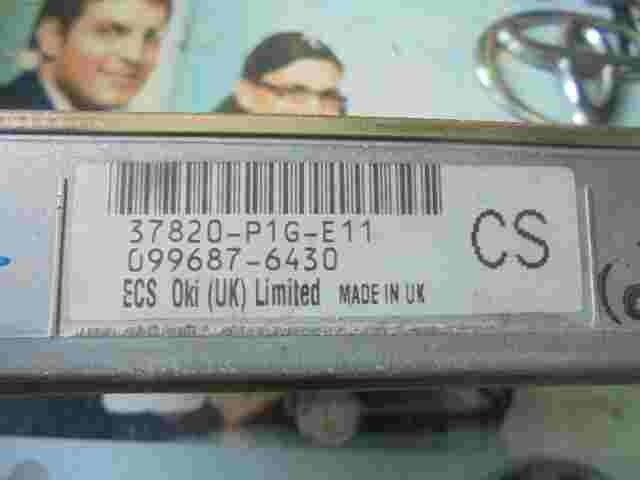 37820-P1G-E11
099687-6430
ECS Oki (UK) Limited MADE IN UK
CS